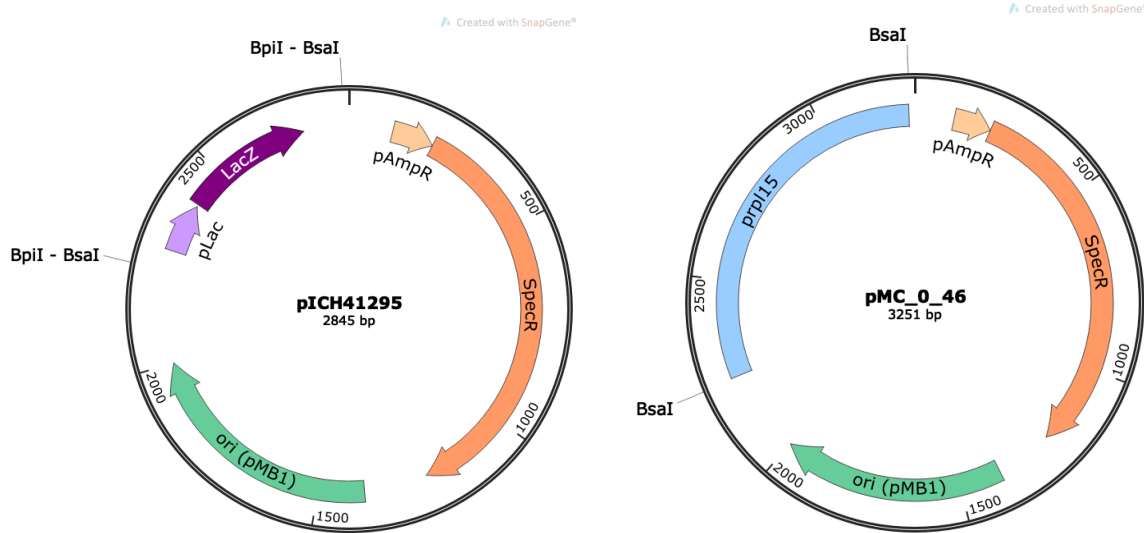 Created with SnapGene®
BpiI - BsaI
pAmpR
LacZ
2500
500
pLac
BpiI - BsaI
SpecR
pICH41295
2845 bp
2000
1000
ori (pMB1)
1500
Created with SnapGene®
BsaI
3000
pAmpR
500
prpl15
SpecR
2500
pMC_0_46
3251 bp
1000
BsaI
2000
ori (pMB1)
1500